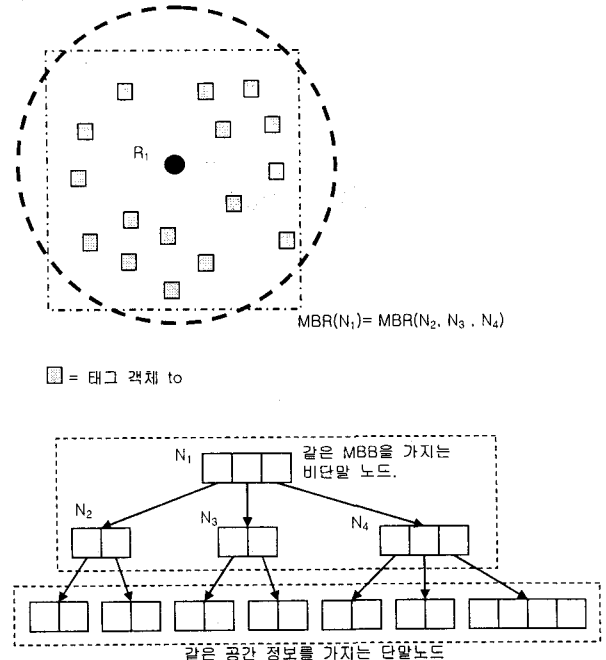 R₁
MBR(N₁)= MBR(N₂, N₃ , N₄)
= 태그 객체 to
N₁
같은 MBB을 가지는
비단말 노드.
N₂
N₃
N₄
같은 공간 정보를 가지는 단말노드